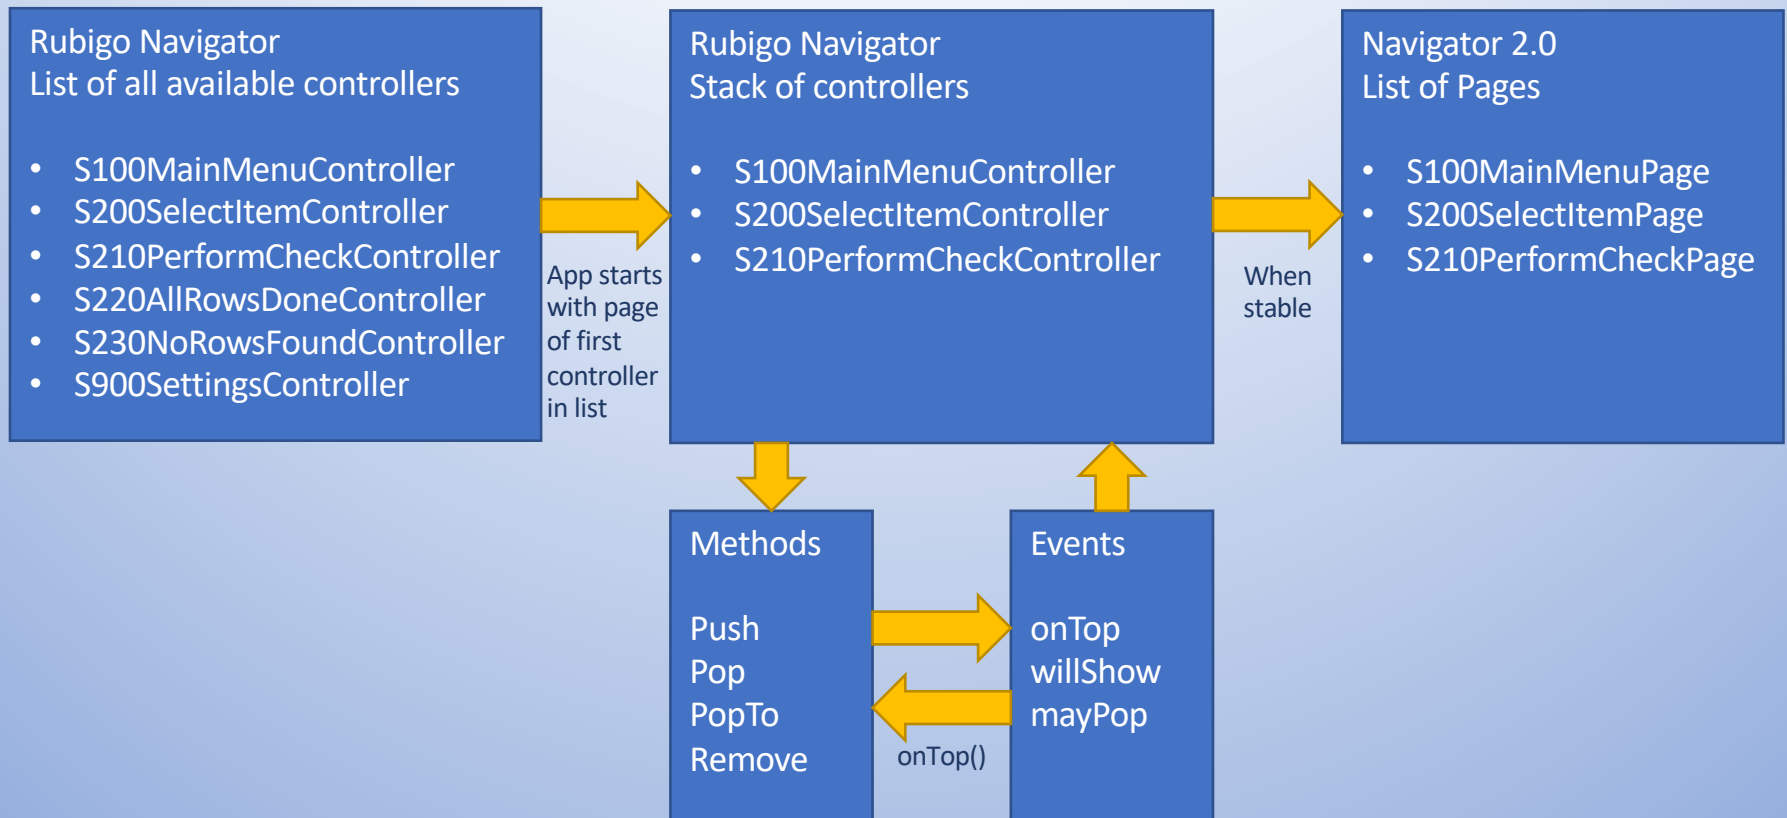 Rubigo Navigator
List of all available controllers
• S100MainMenuController
• S200SelectItemController
• S210PerformCheckController
• S220AllRowsDoneController
• S230NoRowsFoundController
• S900SettingsController
App starts
with page
of first
controller
in list
Rubigo Navigator
Stack of controllers
• S100MainMenuController
• S200SelectItemController
• S210PerformCheckController
When
stable
Navigator 2.0
List of Pages
• S100MainMenuPage
• S200SelectItemPage
• S210PerformCheckPage
Methods
Push
Pop
PopTo
Remove
onTop()
Events
onTop
willShow
mayPop